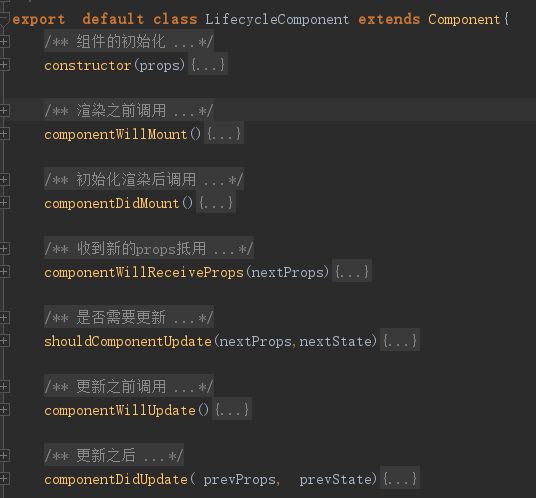 export  default class LifecycleComponent extends Component{
/** 组件的初始化 ...*/
constructor(props){...}
/** 渲染之前调用 ...*/
componentWillMount(){...}
/** 初始化渲染后调用 ...*/
componentDidMount(){...}
/** 收到新的props抵用 ...*/
componentWillReceiveProps(nextProps){...}
/** 是否需要更新 ...*/
shouldComponentUpdate(nextProps,nextState){...}
/** 更新之前调用 ...*/
componentWillUpdate(){...}
/** 更新之后 ...*/
componentDidUpdate( prevProps,  prevState){...}